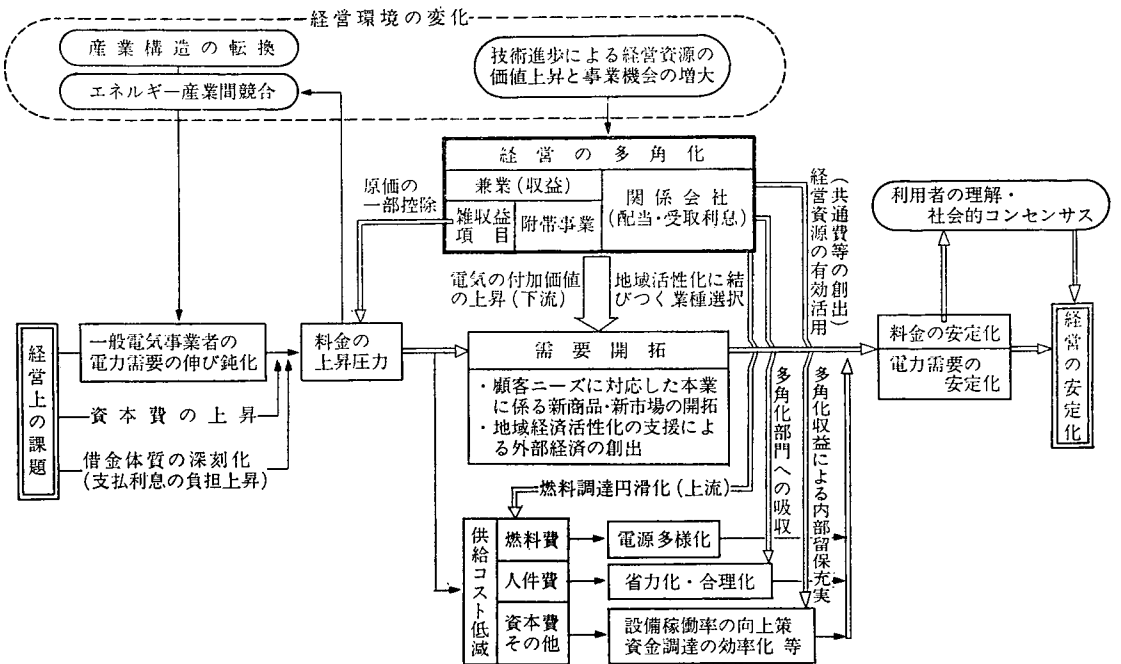 経営環境の変化
産業構造の転換
エネルギー産業間競合
技術進歩による経営資源の
価値上昇と事業機会の増大
経営の多角化
兼業(収益)
雑収益
項目
附帯事業
関係会社
(配当・受取利息)
原価の
一部控除
電気の付加価値
の上昇(下流)
地域活性化に結
びつく業種選択
(共通費等の創出)
経営資源の有効活用
利用者の理解・
社会的コンセンサス
経営上の課題
一般電気事業者の
電力需要の伸び鈍化
資本費の上昇
借金体質の深刻化
(支払利息の負担上昇)
料金の
上昇圧力
需要開拓
・顧客ニーズに対応した本業
に係る新商品・新市場の開拓
・地域経済活性化の支援によ
る外部経済の創出
料金の安定化
電力需要の
安定化
経営の安定化
燃料調達円滑化(上流)
多角化部門への吸収
多角化収益による内部留保充実
供給コスト低減
燃料費
電源多様化
人件費
省力化・合理化
資本費
その他
設備稼働率の向上策
資金調達の効率化 等